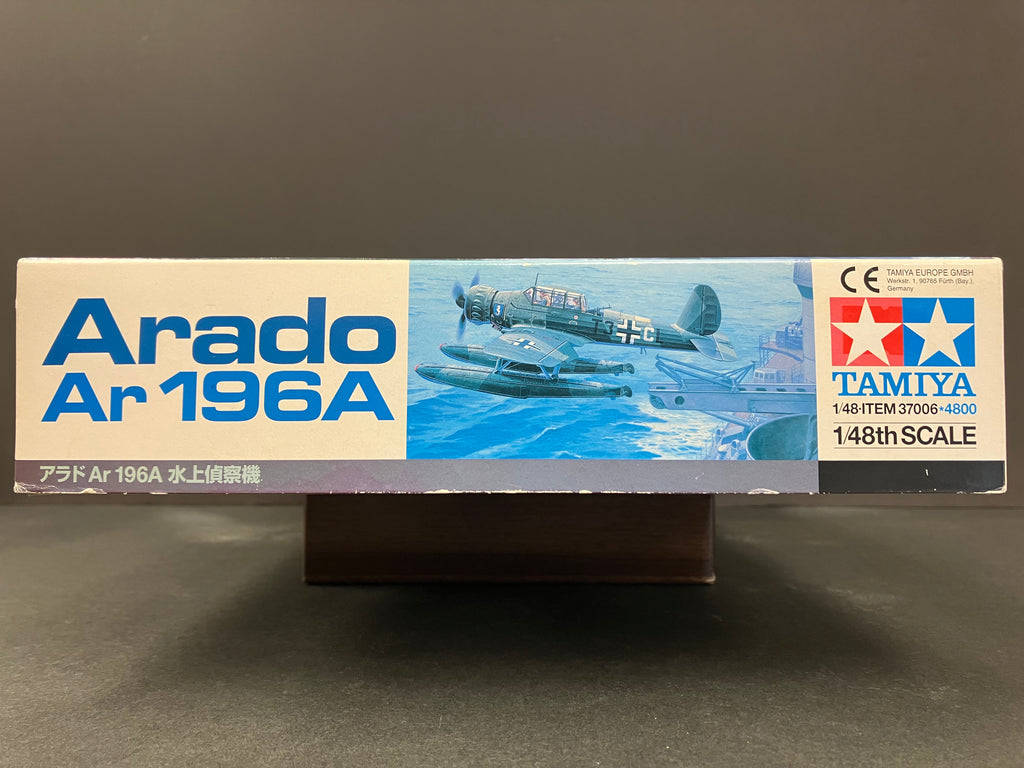 Arado
Ar 196A
アラド Ar 196A 水上偵察機
T3 C
CE TAMIYA EUROPE GMBH
Werkstr. 1, 90765 Fürth (Bay.),
Germany
TAMIYA
1/48·ITEM 37006★4800
1/48th SCALE